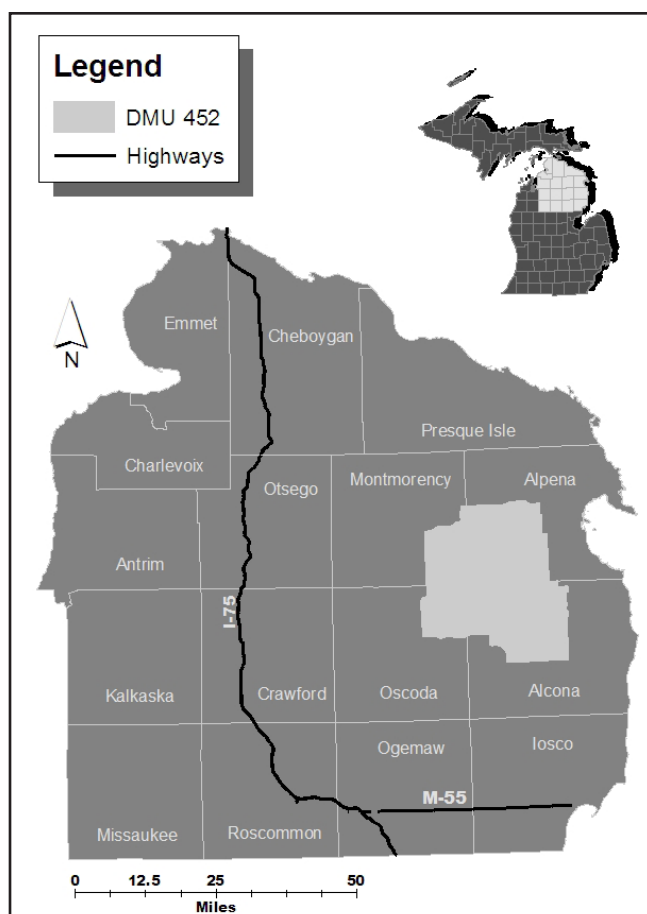 Legend
DMU 452
Highways
N
Emmet
Cheboygan
Presque Isle
Charlevoix
Otsego
Montmorency
Alpena
Antrim
I-75
Kalkaska
Crawford
Oscoda
Alcona
Ogemaw
Iosco
M-55
Missaukee
Roscommon
0 12.5 25 50
Miles